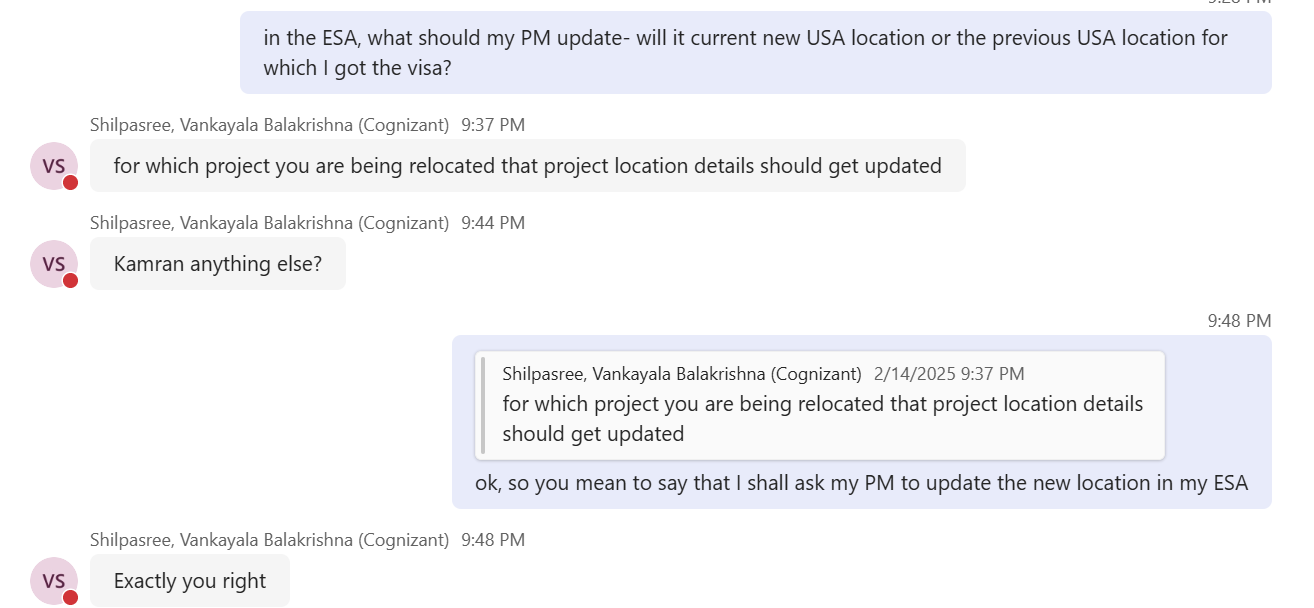 in the ESA, what should my PM update- will it current new USA location or the previous USA location for
which I got the visa?
Shilpasree, Vankayala Balakrishna (Cognizant) 9:37 PM
VS
for which project you are being relocated that project location details should get updated
Shilpasree, Vankayala Balakrishna (Cognizant) 9:44 PM
VS
Kamran anything else?
9:48 PM
Shilpasree, Vankayala Balakrishna (Cognizant) 2/14/2025 9:37 PM
for which project you are being relocated that project location details
should get updated
ok, so you mean to say that I shall ask my PM to update the new location in my ESA
Shilpasree, Vankayala Balakrishna (Cognizant) 9:48 PM
VS
Exactly you right